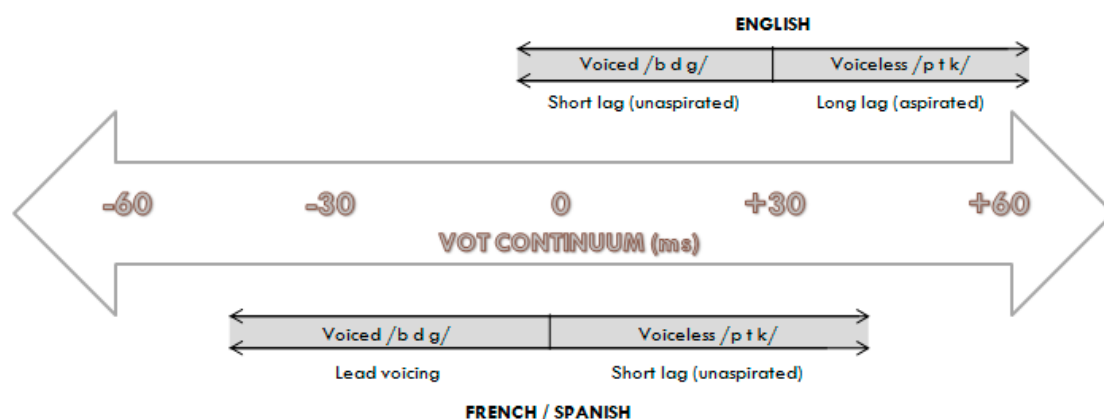 ENGLISH
Voiced /b d g/ Voiceless /p t k/
Short lag (unaspirated) Long lag (aspirated)
-60 -30 0 +30 +60
VOT CONTINUUM (ms)
Voiced /b d g/ Voiceless /p t k/
Lead voicing Short lag (unaspirated)
FRENCH / SPANISH